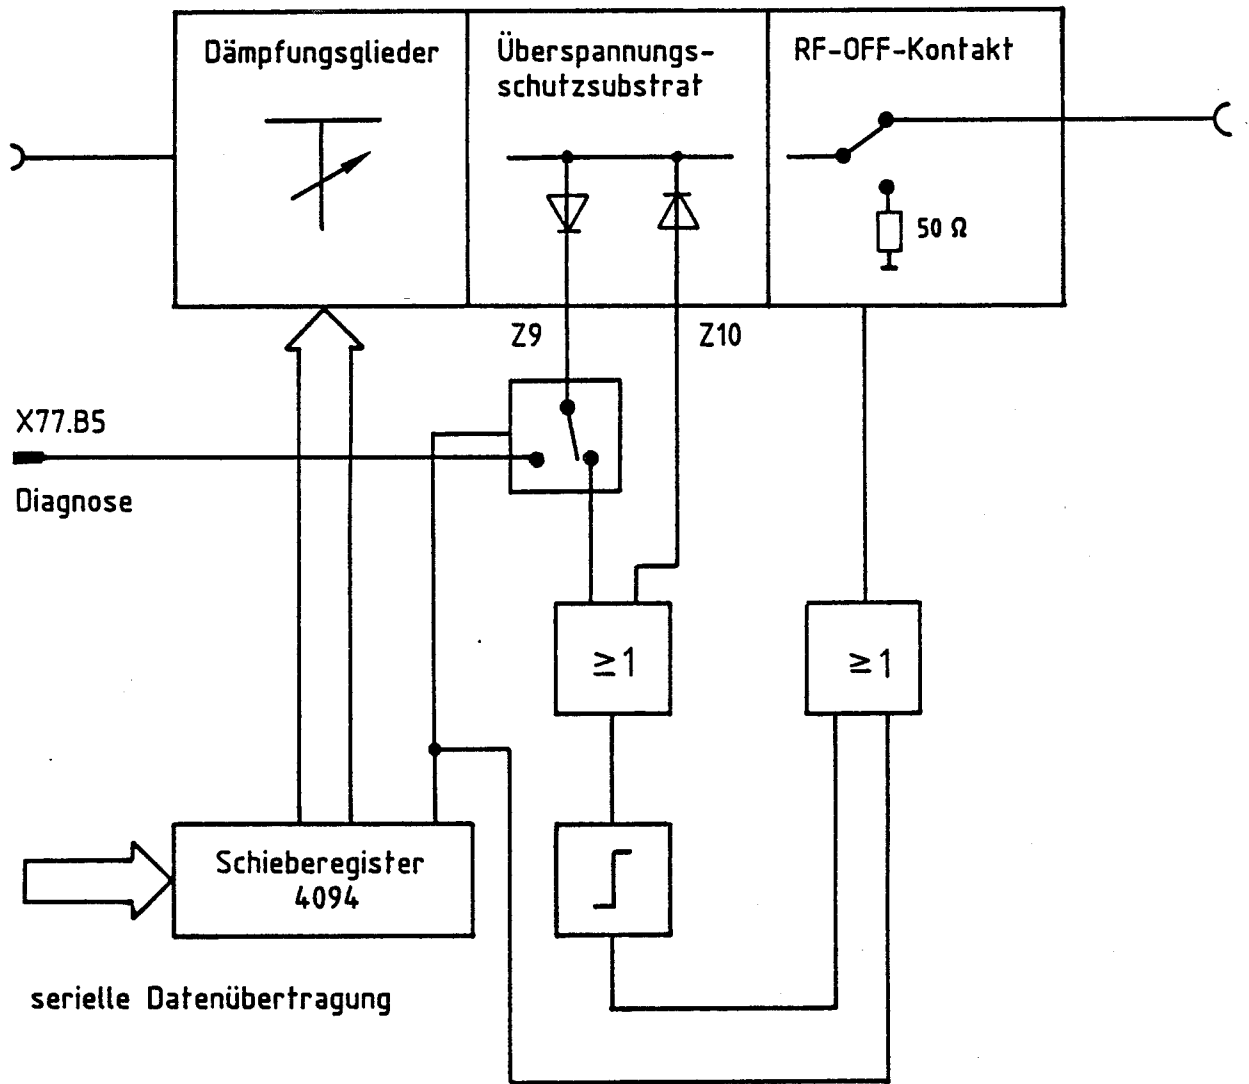 Dämpfungsglieder
Überspannungs-
schutzsubstrat
RF-OFF-Kontakt
50 Ω
Z9
Z10
X77.B5
Diagnose
≥1
≥1
Schieberegister
4094
serielle Datenübertragung